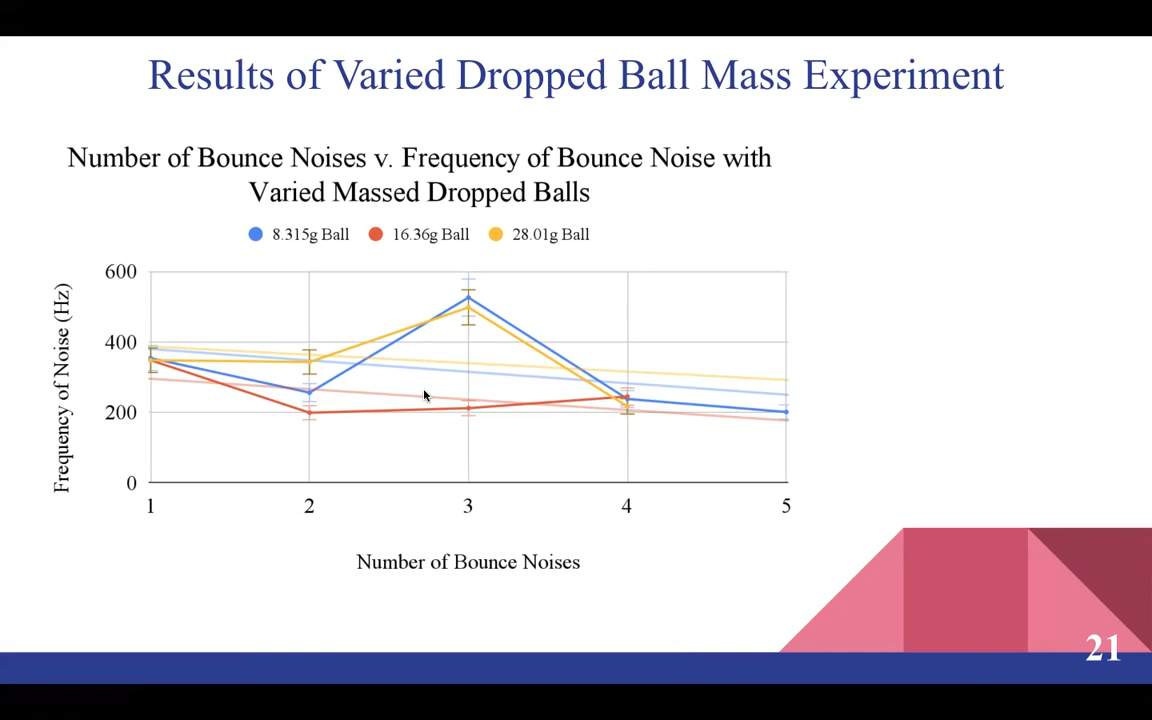 Results of Varied Dropped Ball Mass Experiment
Number of Bounce Noises v. Frequency of Bounce Noise with
Varied Massed Dropped Balls
8.315g Ball 16.36g Ball 28.01g Ball
Frequency of Noise (Hz)
600
400
200
0
1 2 3 4 5
Number of Bounce Noises
21